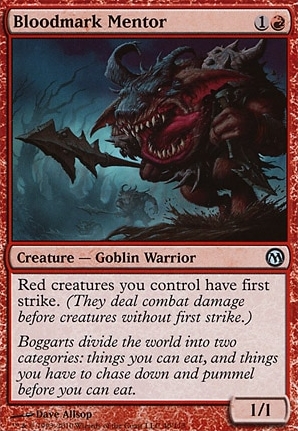 Bloodmark Mentor 1
Creature — Goblin Warrior
Red creatures you control have first
strike. (They deal combat damage
before creatures without first strike.)
Boggarts divide the world into two
categories: things you can eat, and things
you have to chase down and pummel
before you can eat.
Dave Allsop
1/1